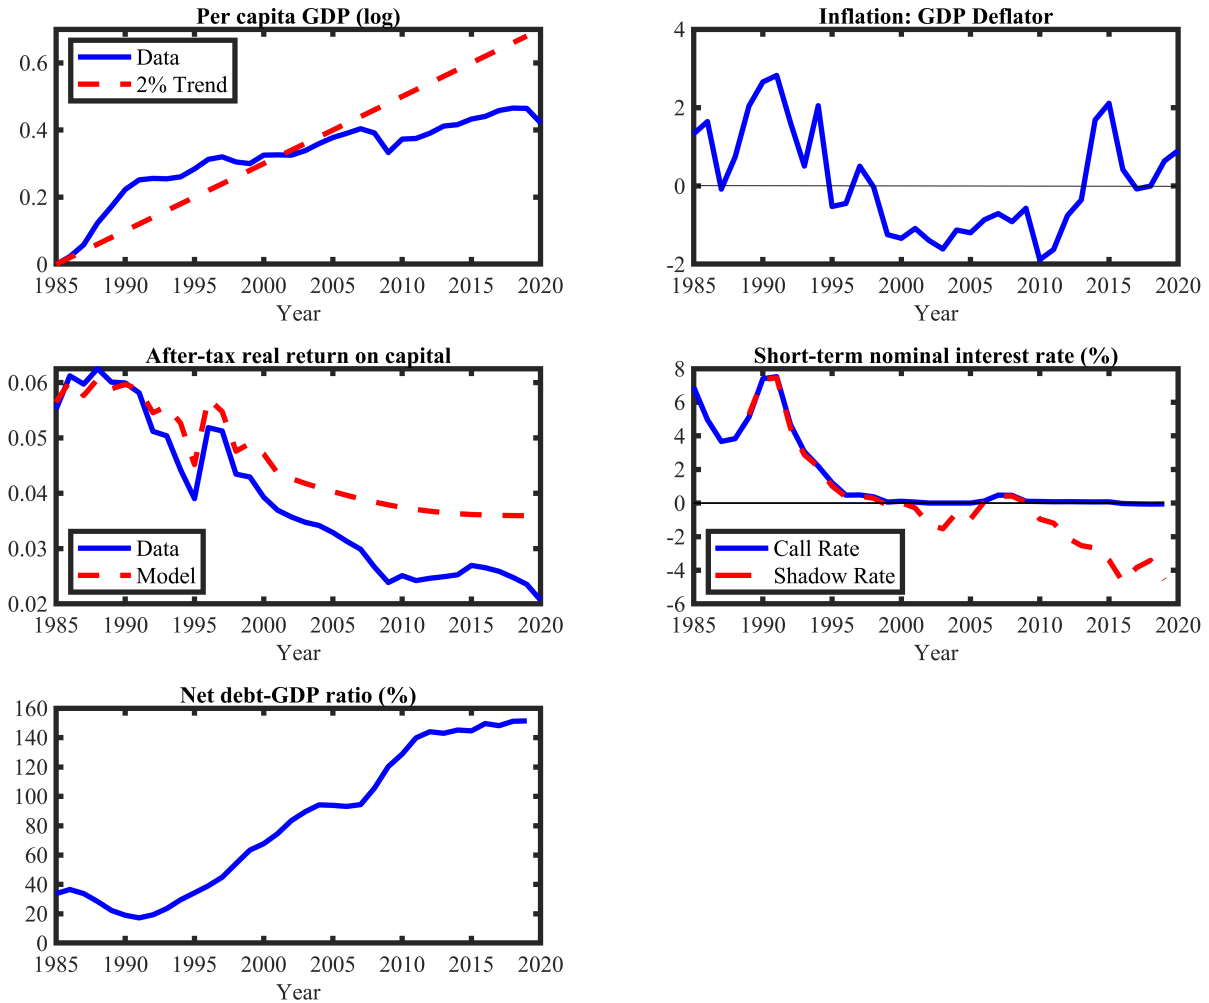 Per capita GDP (log)
0.6
0.4
0.2
0
Data
2% Trend
1985 1990 1995 2000 2005 2010 2015 2020
Year
Inflation: GDP Deflator
4
2
0
-2
1985 1990 1995 2000 2005 2010 2015 2020
Year
After-tax real return on capital
0.06
0.05
0.04
0.03
0.02
Data
Model
1985 1990 1995 2000 2005 2010 2015 2020
Year
Short-term nominal interest rate (%)
8
6
4
2
0
-2
-4
-6
Call Rate
Shadow Rate
1985 1990 1995 2000 2005 2010 2015 2020
Year
Net debt-GDP ratio (%)
160
140
120
100
80
60
40
20
0
1985 1990 1995 2000 2005 2010 2015 2020
Year